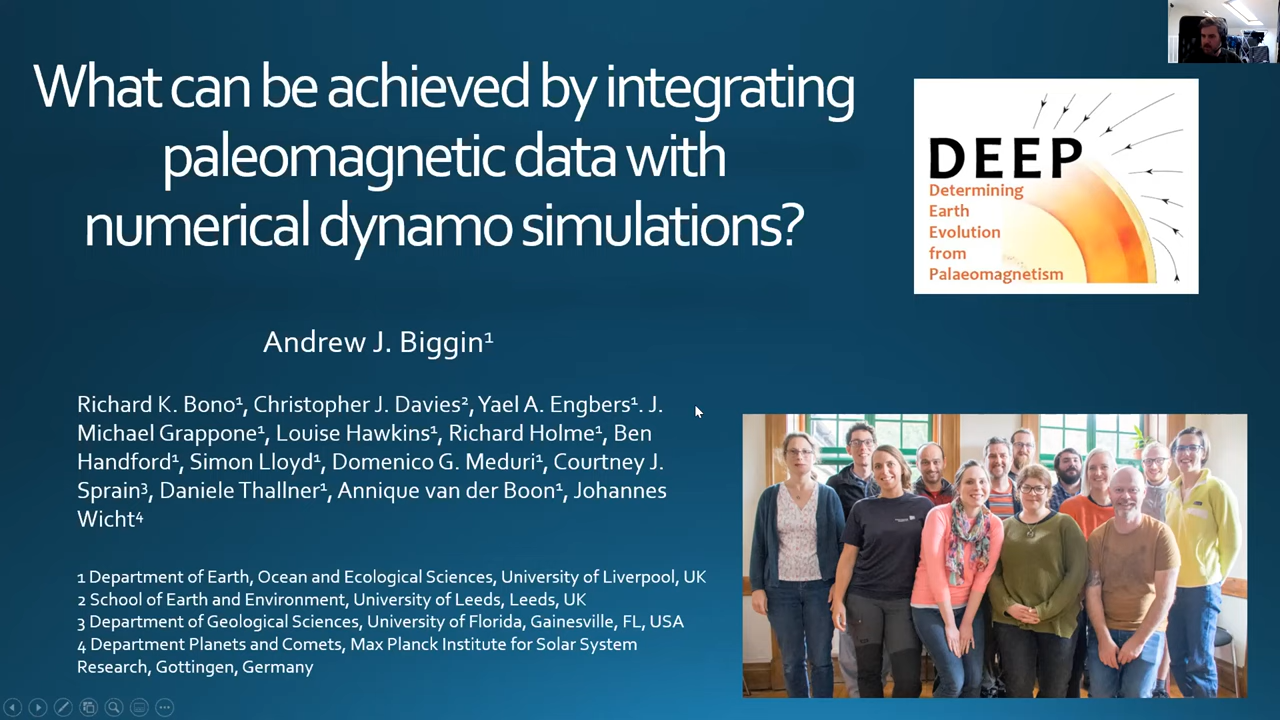 What can be achieved by integrating
paleomagnetic data with
numerical dynamo simulations?
DEEP
Determining
Earth
Evolution
from
Palaeomagnetism
Andrew J. Biggin¹
Richard K. Bono¹, Christopher J. Davies², Yael A. Engbers¹. J.
Michael Grappone¹, Louise Hawkins¹, Richard Holme¹, Ben
Handford¹, Simon Lloyd¹, Domenico G. Meduri¹, Courtney J.
Sprain³, Daniele Thallner¹, Annique van der Boon¹, Johannes
Wicht⁴
1 Department of Earth, Ocean and Ecological Sciences, University of Liverpool, UK
2 School of Earth and Environment, University of Leeds, Leeds, UK
3 Department of Geological Sciences, University of Florida, Gainesville, FL, USA
4 Department Planets and Comets, Max Planck Institute for Solar System
Research, Gottingen, Germany